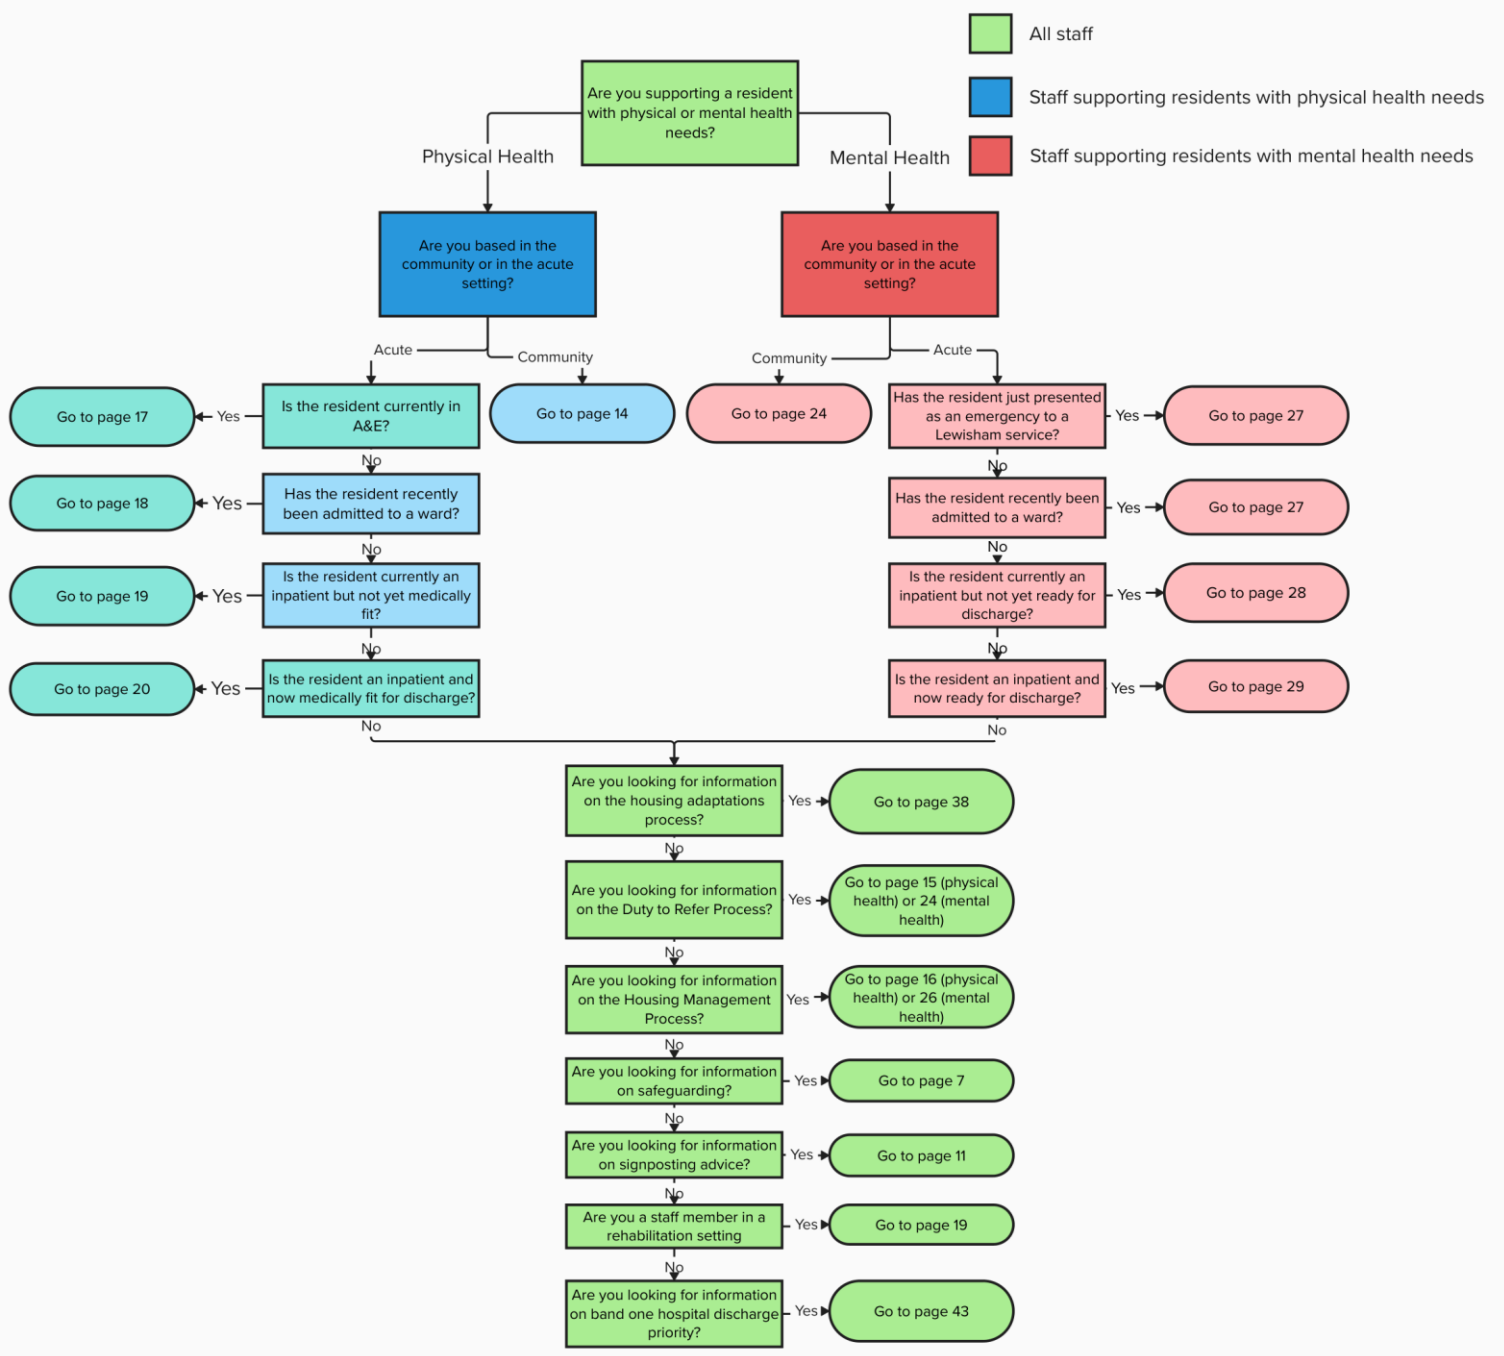 All staff
Staff supporting residents with physical health needs
Staff supporting residents with mental health needs
Are you supporting a resident
with physical or mental health
needs?
Physical Health
Mental Health
Are you based in the
community or in the acute
setting?
Are you based in the
community or in the acute
setting?
Acute
Community
Community
Acute
Go to page 17
Yes
Is the resident currently in
A&E?
Go to page 14
Go to page 24
Has the resident just presented
as an emergency to a
Lewisham service?
Yes
Go to page 27
No
No
Go to page 18
Yes
Has the resident recently
been admitted to a ward?
Has the resident recently been
admitted to a ward?
Yes
Go to page 27
No
No
Go to page 19
Yes
Is the resident currently an
inpatient but not yet medically
fit?
Is the resident currently an
inpatient but not yet ready for
discharge?
Yes
Go to page 28
No
No
Go to page 20
Yes
Is the resident an inpatient and
now medically fit for discharge?
Is the resident an inpatient and
now ready for discharge?
Yes
Go to page 29
No
No
Are you looking for information
on the housing adaptations
process?
Yes
Go to page 38
No
Are you looking for information
on the Duty to Refer Process?
Yes
Go to page 15 (physical
health) or 24 (mental
health)
No
Are you looking for information
on the Housing Management
Process?
Yes
Go to page 16 (physical
health) or 26 (mental
health)
No
Are you looking for information
on safeguarding?
Yes
Go to page 7
No
Are you looking for information
on signposting advice?
Yes
Go to page 11
No
Are you a staff member in a
rehabilitation setting
Yes
Go to page 19
No
Are you looking for information
on band one hospital discharge
priority?
Yes
Go to page 43